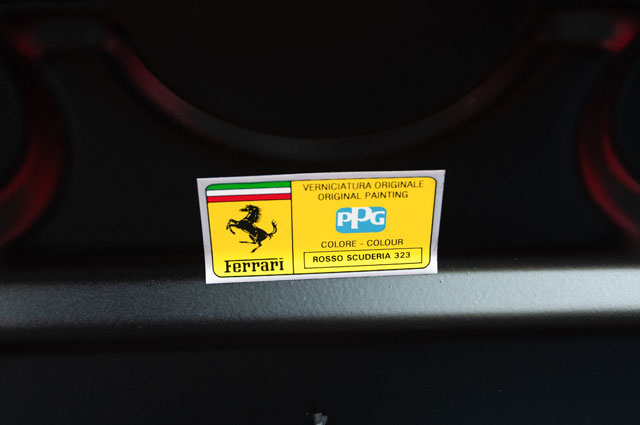 VERNICIATURA ORIGINALE
ORIGINAL PAINTING
PPG
COLORE - COLOUR
ROSSO SCUDERIA 323
Ferrari